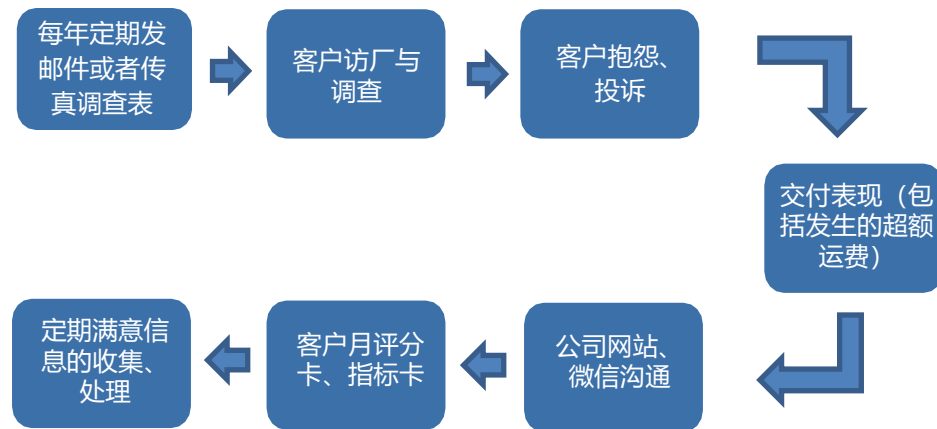 每年定期发
邮件或者传
真调查表
客户访厂与
调查
客户抱怨、
投诉
交付表现（包
括发生的超额
运费）
公司网站、
微信沟通
客户月评分
卡、指标卡
定期满意信
息的收集、
处理